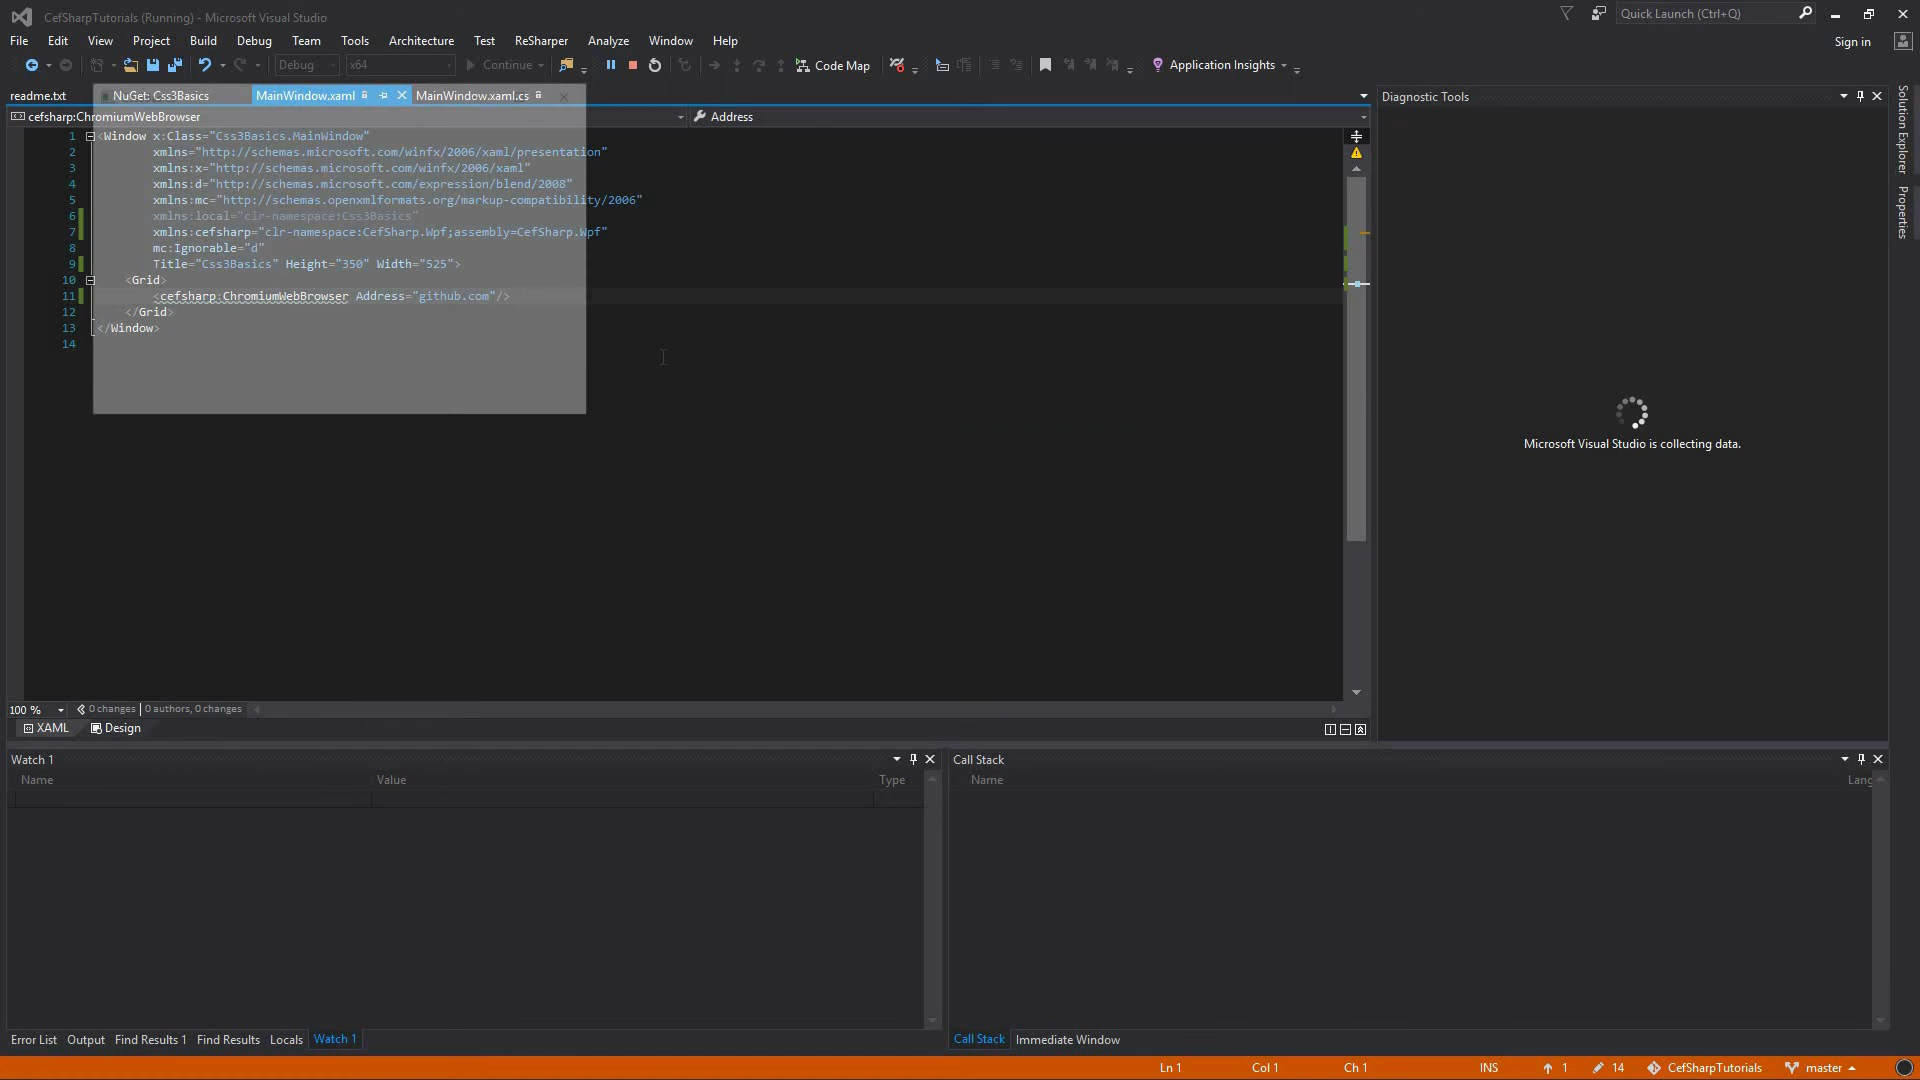 CefSharpTutorials (Running) - Microsoft Visual Studio
Quick Launch (Ctrl+Q)
File Edit View Project Build Debug Team Tools Architecture Test ReSharper Analyze Window Help
Sign in
Debug x64 Continue Code Map Application Insights
readme.txt NuGet: Css3Basics MainWindow.xaml MainWindow.xaml.cs
Diagnostic Tools
cefsharp:ChromiumWebBrowser Address
1 <Window x:Class="Css3Basics.MainWindow"
2 xmlns="http://schemas.microsoft.com/winfx/2006/xaml/presentation"
3 xmlns:x="http://schemas.microsoft.com/winfx/2006/xaml"
4 xmlns:d="http://schemas.microsoft.com/expression/blend/2008"
5 xmlns:mc="http://schemas.openxmlformats.org/markup-compatibility/2006"
6 xmlns:local="clr-namespace:Css3Basics"
7 xmlns:cefsharp="clr-namespace:CefSharp.Wpf;assembly=CefSharp.Wpf"
8 mc:Ignorable="d"
9 Title="Css3Basics" Height="350" Width="525">
10 <Grid>
11 <cefsharp:ChromiumWebBrowser Address="github.com"/>
12 </Grid>
13 </Window>
14
Microsoft Visual Studio is collecting data.
Solution Explorer
Properties
100 % 0 changes | 0 authors, 0 changes
XAML Design
Watch 1
Name Value Type
Call Stack
Name Lang
Error List Output Find Results 1 Find Results Locals Watch 1
Call Stack Immediate Window
Ln 1 Col 1 Ch 1 INS 1 14 CefSharpTutorials master